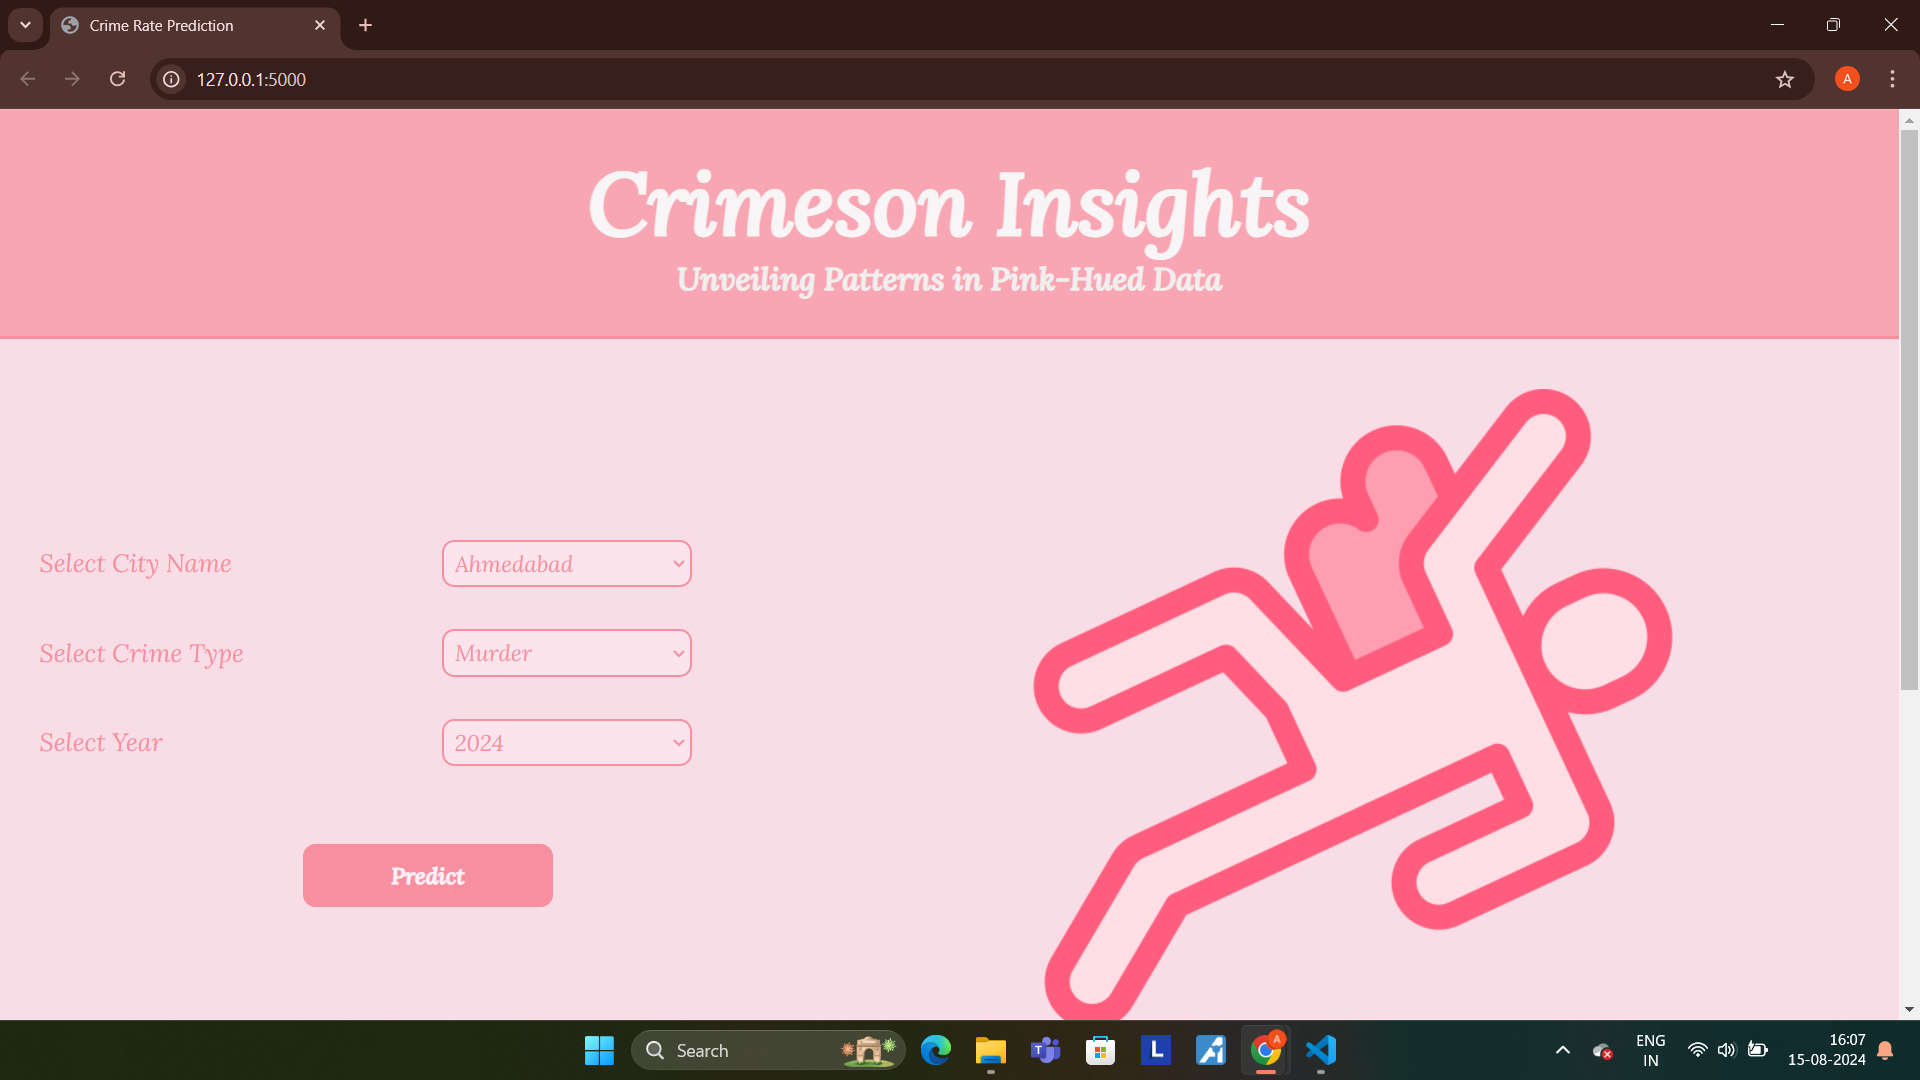 Crime Rate Prediction
127.0.0.1:5000
A
Crimeson Insights
Unveiling Patterns in Pink-Hued Data
Select City Name
Ahmedabad
Select Crime Type
Murder
Select Year
2024
Predict
Search
T
L
A
ENG
IN
16:07
15-08-2024